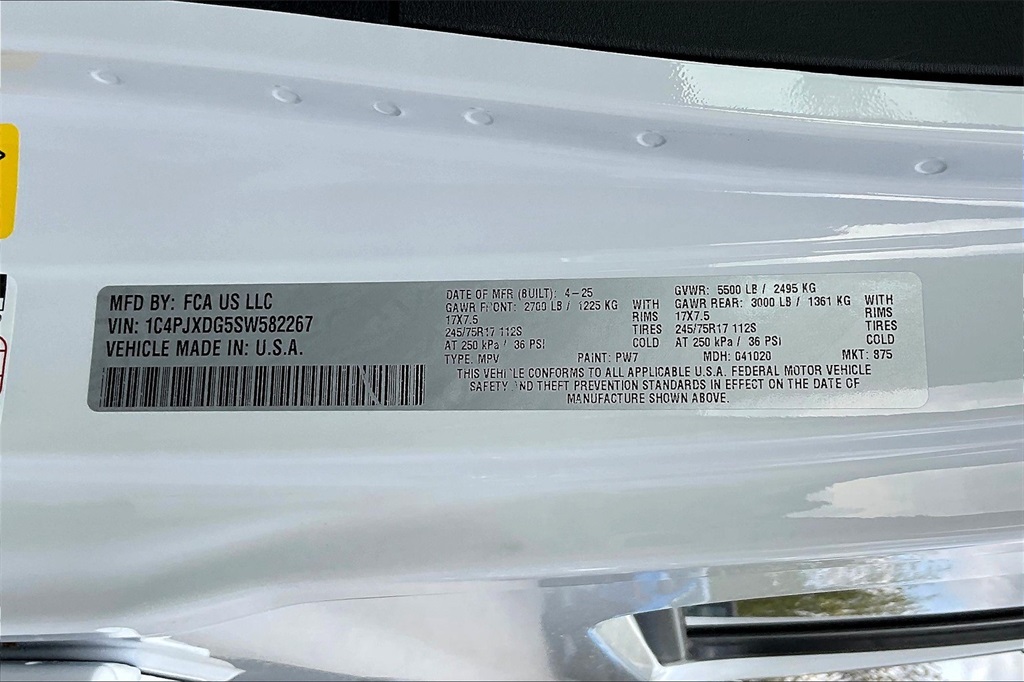 MFD BY: FCA US LLC
VIN: 1C4PJXDG5SW582267
VEHICLE MADE IN: U.S.A.
DATE OF MFR (BUILT): 4-25
GAWR FRONT: 2700 LB / 1225 KG WITH
17X7.5 RIMS
245/75R17 112S TIRES
AT 250 kPa / 36 PSI COLD
GVWR: 5500 LB / 2495 KG
GAWR REAR: 3000 LB / 1361 KG WITH
17X7.5 RIMS
245/75R17 112S TIRES
AT 250 kPa / 36 PSI COLD
TYPE: MPV PAINT: PW7 MDH: 041020 MKT: 875
THIS VEHICLE CONFORMS TO ALL APPLICABLE U.S.A. FEDERAL MOTOR VEHICLE
SAFETY AND THEFT PREVENTION STANDARDS IN EFFECT ON THE DATE OF
MANUFACTURE SHOWN ABOVE.